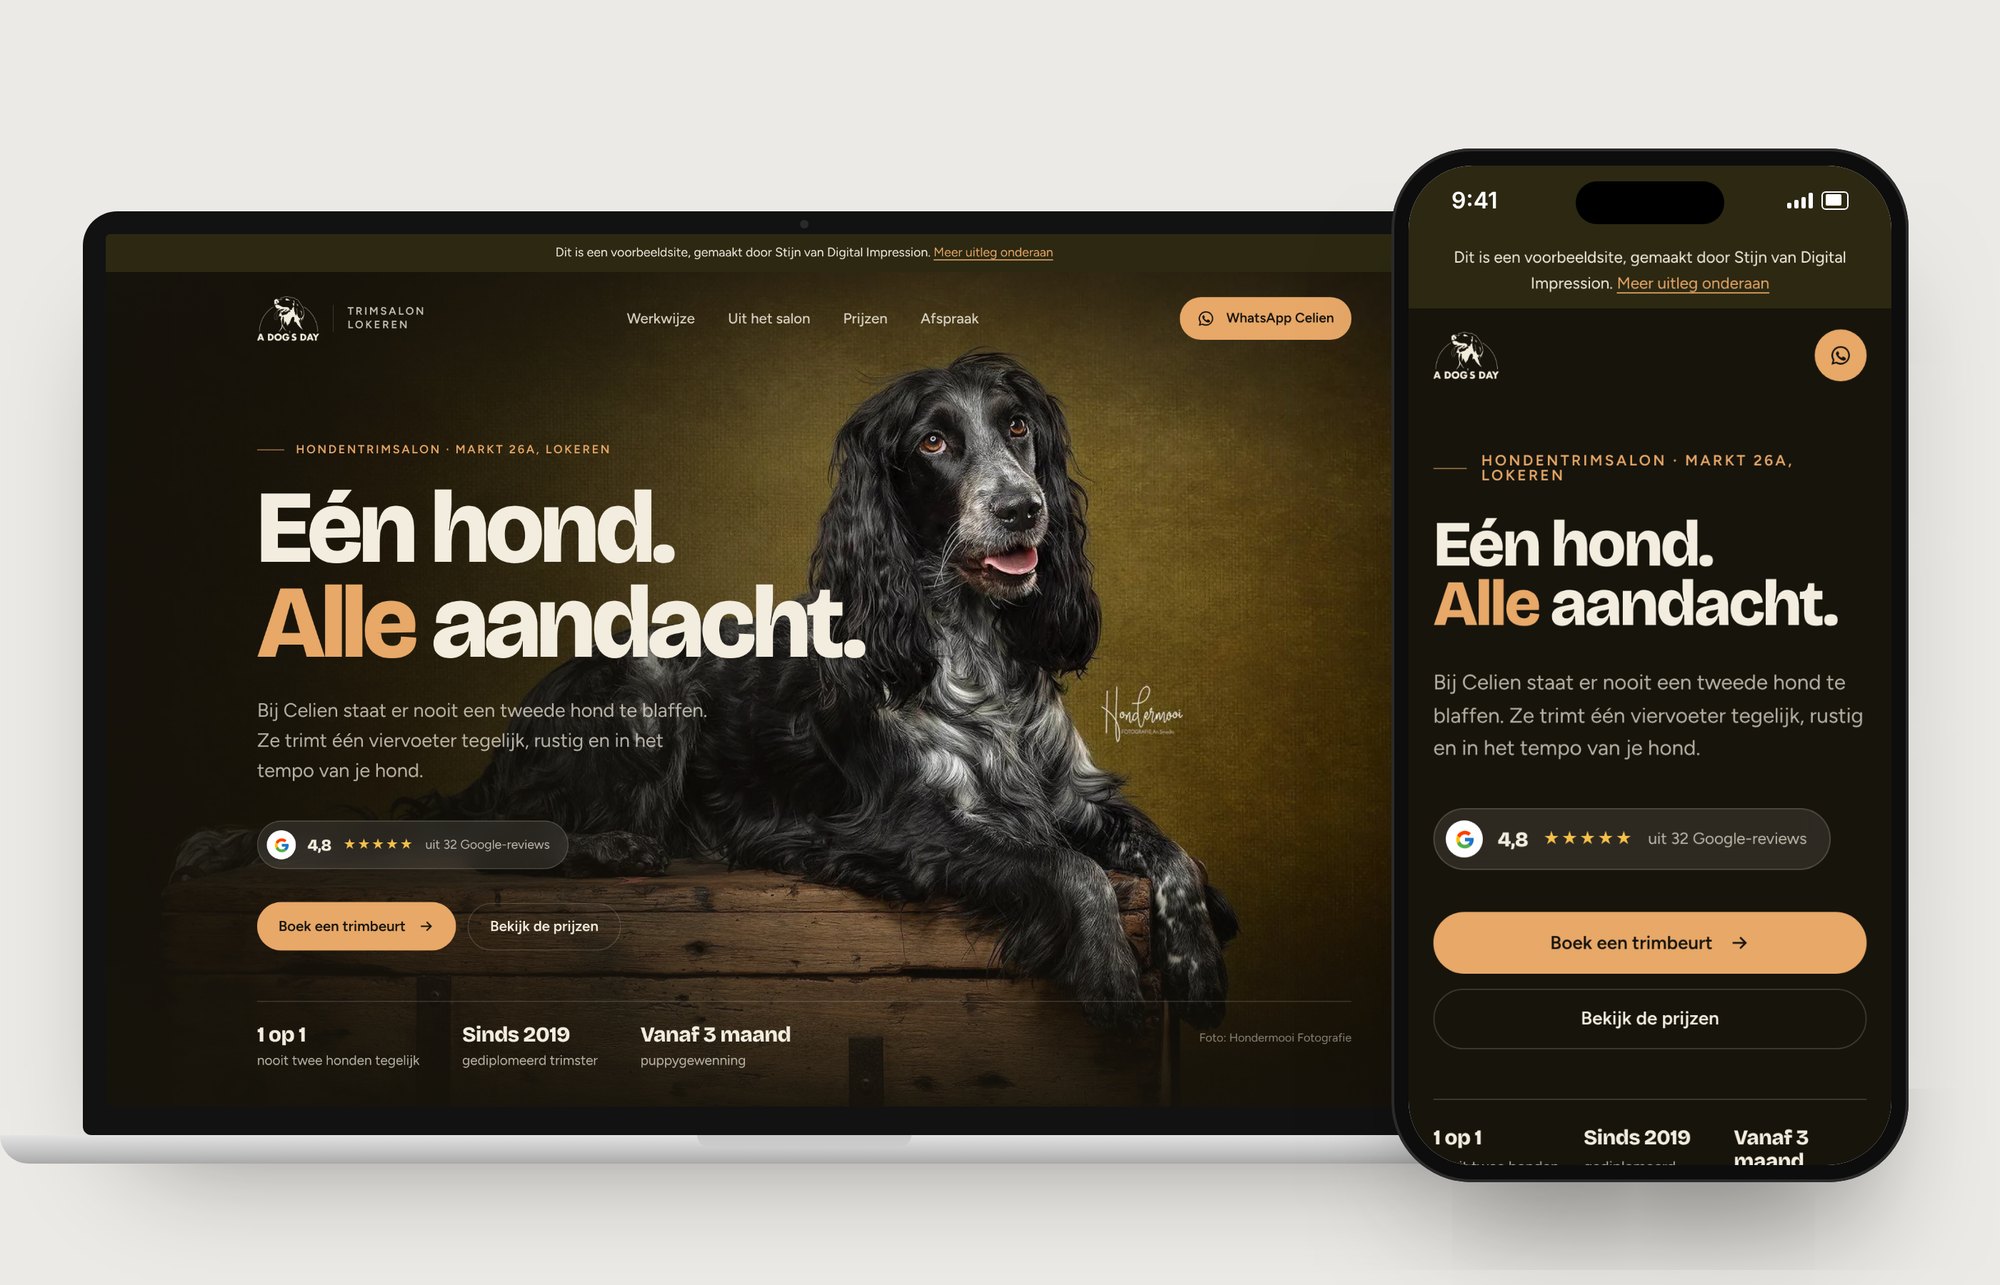 Dit is een voorbeeldsite, gemaakt door Stijn van Digital Impression. Meer uitleg onderaan
A DOG'S DAY
TRIMSALON
LOKEREN
Werkwijze
Uit het salon
Prijzen
Afspraak
WhatsApp Celien
HONDENTRIMSALON · MARKT 26A, LOKEREN
Eén hond.
Alle aandacht.
Bij Celien staat er nooit een tweede hond te blaffen.
Ze trimt één viervoeter tegelijk, rustig en in het
tempo van je hond.
G 4,8 ★★★★★ uit 32 Google-reviews
Boek een trimbeurt →
Bekijk de prijzen
Hondermooi
1 op 1
nooit twee honden tegelijk
Sinds 2019
gediplomeerd trimster
Vanaf 3 maand
puppygewenning
Foto: Hondermooi Fotografie
9:41
Dit is een voorbeeldsite, gemaakt door Stijn van Digital
Impression. Meer uitleg onderaan
A DOG'S DAY
HONDENTRIMSALON · MARKT 26A,
LOKEREN
Eén hond.
Alle aandacht.
Bij Celien staat er nooit een tweede hond te
blaffen. Ze trimt één viervoeter tegelijk, rustig
en in het tempo van je hond.
G 4,8 ★★★★★ uit 32 Google-reviews
Boek een trimbeurt →
Bekijk de prijzen
1 op 1
Sinds 2019
Vanaf 3
maand